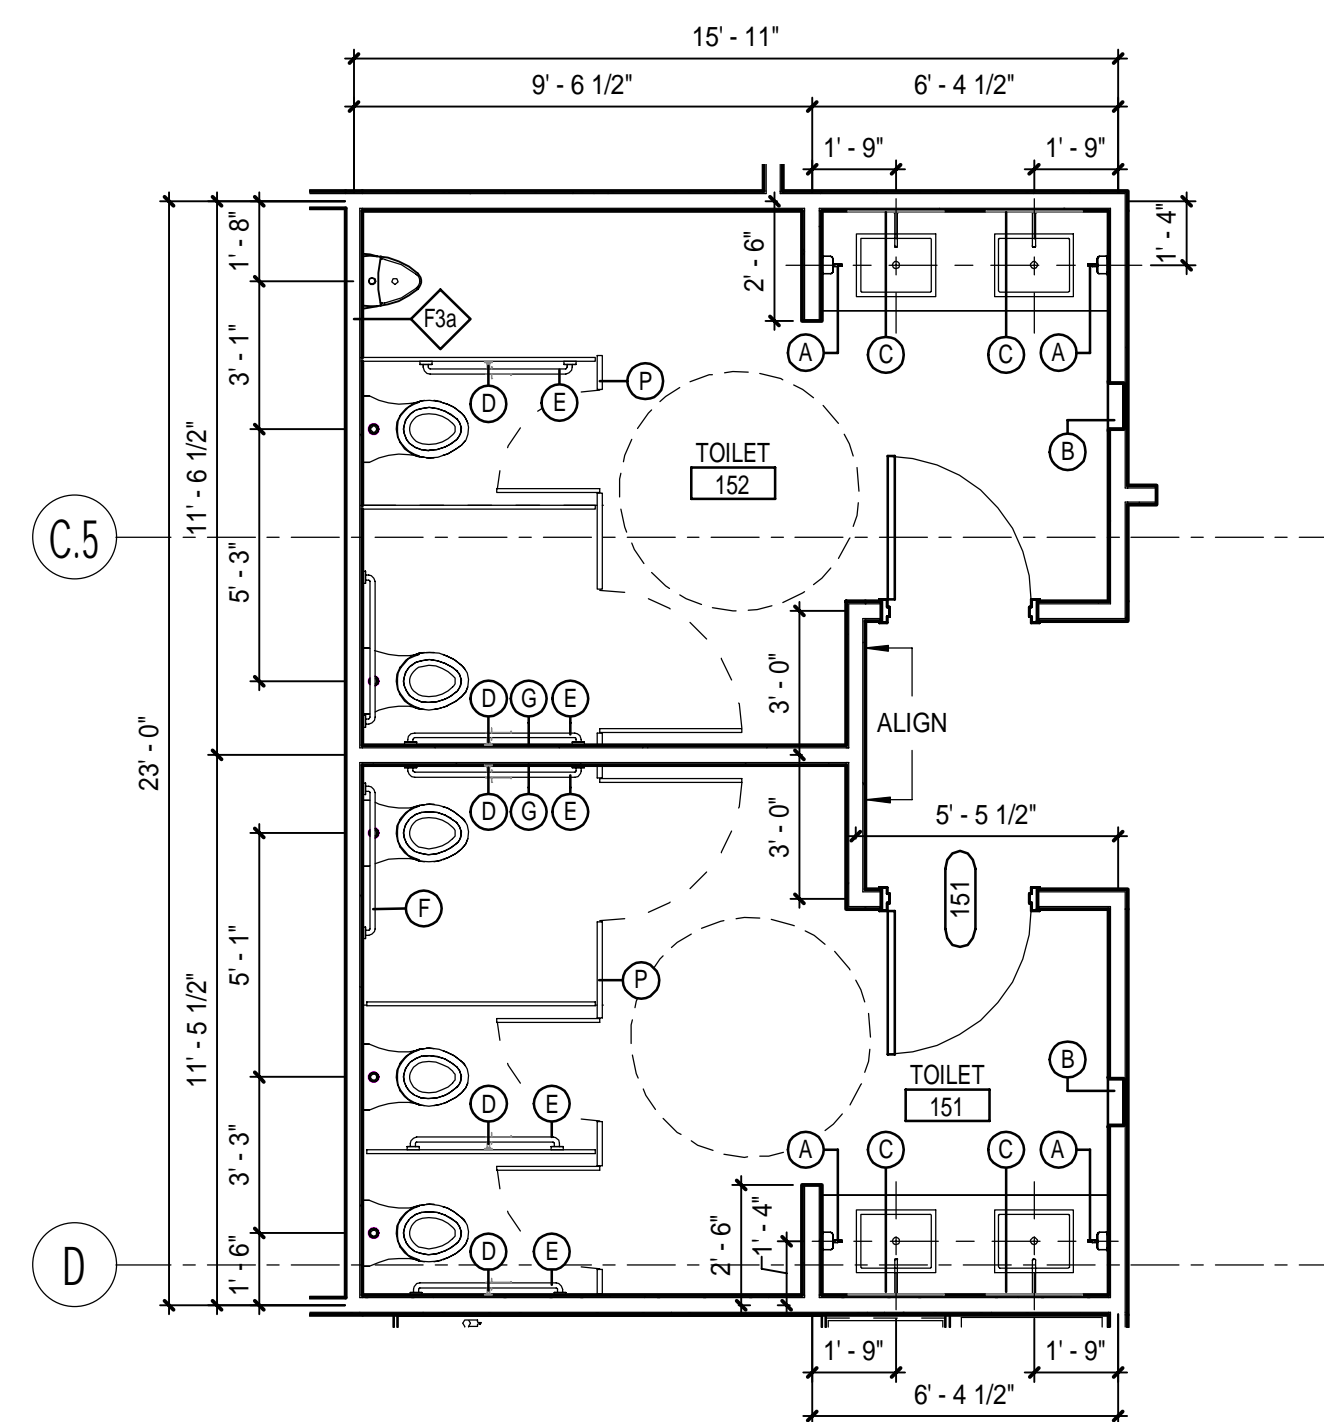 15' - 11"
9' - 6 1/2"
6' - 4 1/2"
1' - 9"
1' - 9"
1' - 8"
2' - 6"
1' - 4"
F3a
A
C
C
A
3' - 1"
P
D
E
11' - 6 1/2"
B
TOILET
152
C.5
5' - 3"
3' - 0"
D
G
E
ALIGN
23' - 0"
D
G
E
3' - 0"
5' - 5 1/2"
151
F
5' - 1"
P
11' - 5 1/2"
B
TOILET
151
D
E
A
C
C
A
3' - 3"
2' - 6"
1' - 4"
D
D
E
1' - 6"
1' - 9"
1' - 9"
6' - 4 1/2"